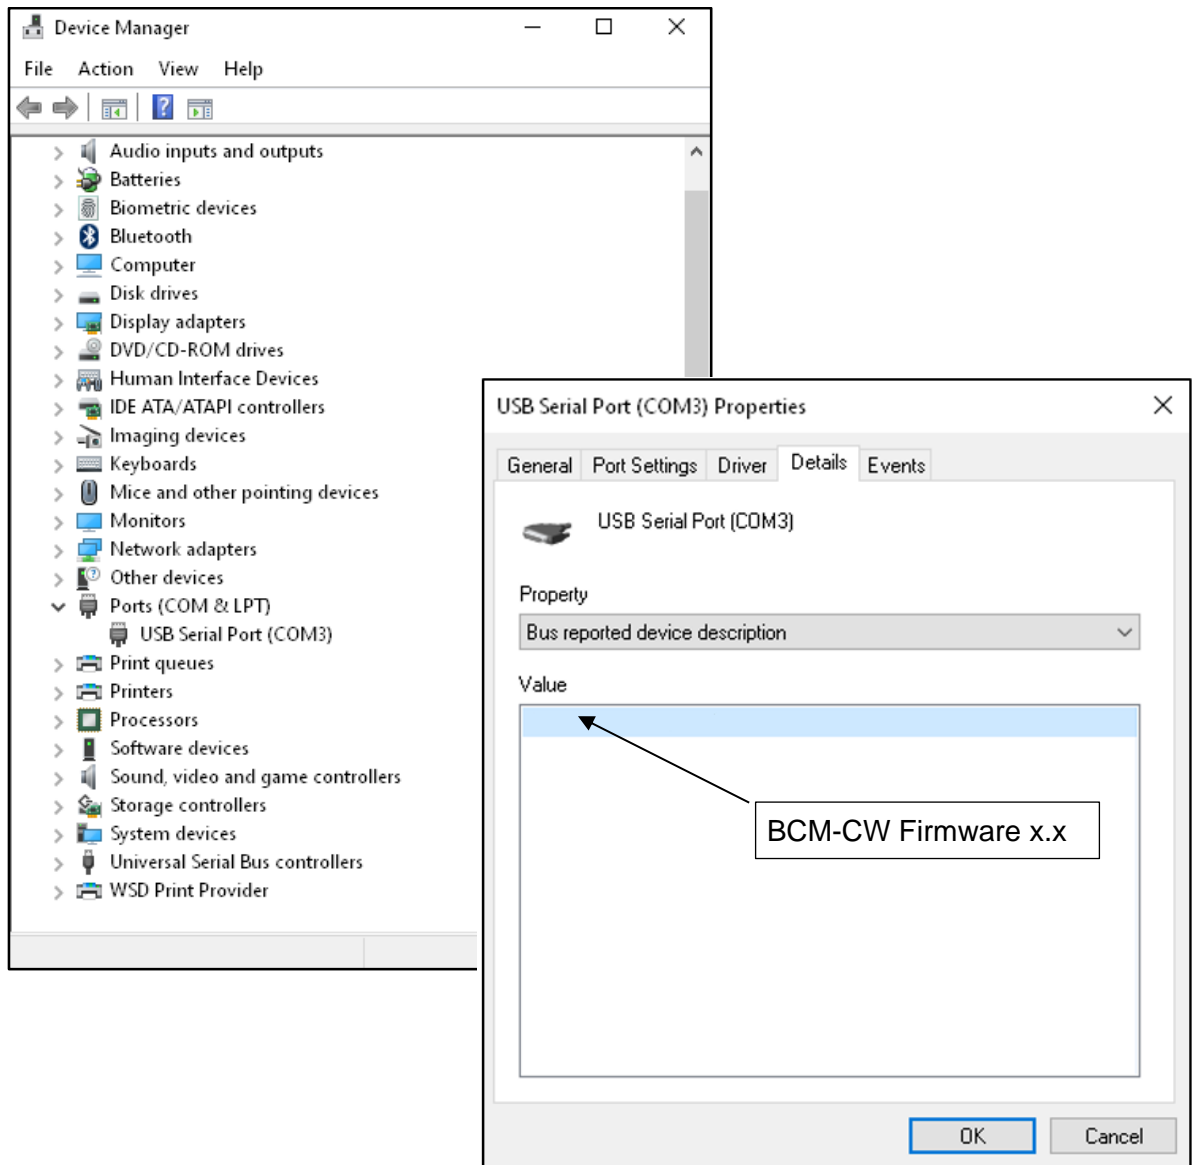 Device Manager
File Action View Help
Audio inputs and outputs
Batteries
Biometric devices
Bluetooth
Computer
Disk drives
Display adapters
DVD/CD-ROM drives
Human Interface Devices
IDE ATA/ATAPI controllers
Imaging devices
Keyboards
Mice and other pointing devices
Monitors
Network adapters
Other devices
Ports (COM & LPT)
USB Serial Port (COM3)
Print queues
Printers
Processors
Software devices
Sound, video and game controllers
Storage controllers
System devices
Universal Serial Bus controllers
WSD Print Provider
USB Serial Port (COM3) Properties
General Port Settings Driver Details Events
USB Serial Port (COM3)
Property
Bus reported device description
Value
BCM-CW Firmware x.x
OK Cancel